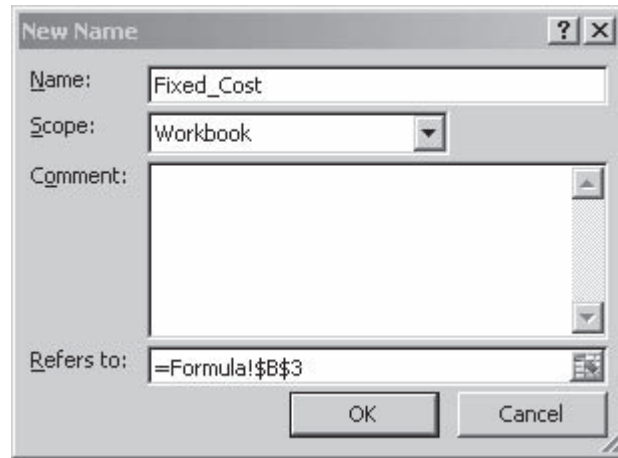 New Name
Name: Fixed_Cost
Scope: Workbook
Comment:
Refers to: =Formula!$B$3
OK Cancel